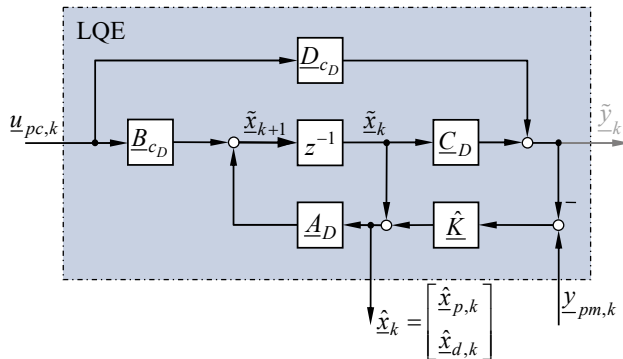 LQE
D_{c_D}
u_{pc,k}
x̃_{k+1}
x̃_k
ỹ_k
B_{c_D}
z^{-1}
C_D
−
A_D
K̂
x̂_k = [x̂_{p,k}
x̂_{d,k}]
y_{pm,k}